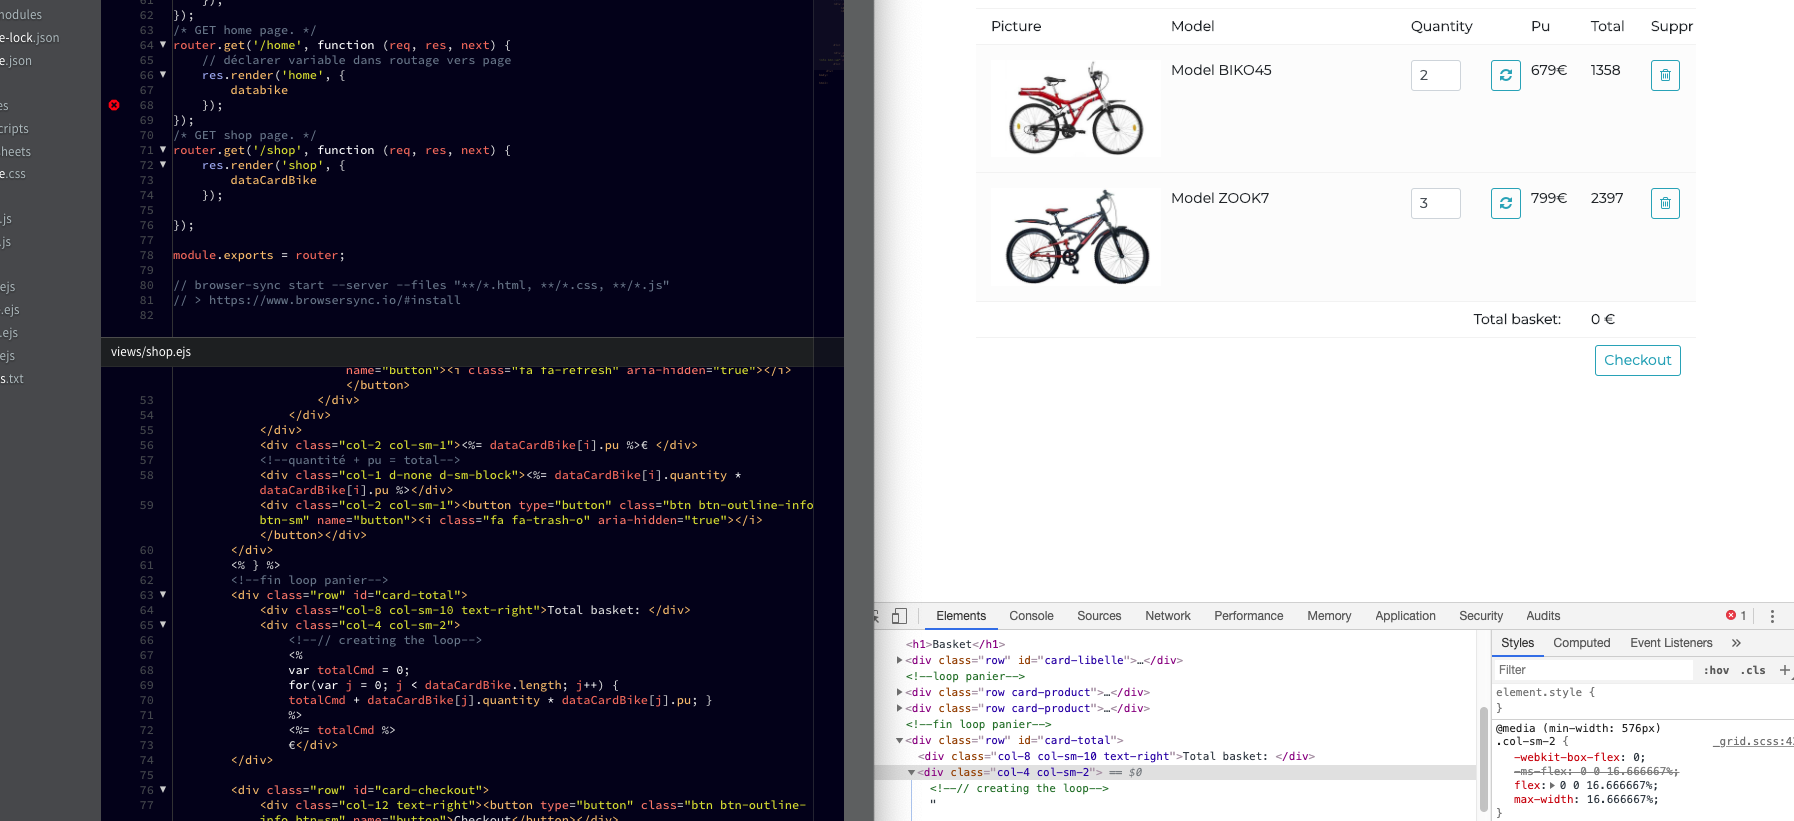 nodules
e-lock.json
e.json
es
cripts
heets
e.css
.js
.js
ejs
.ejs
.ejs
ejs
s.txt
61 });
62 });
63 /* GET home page. */
64 router.get('/home', function (req, res, next) {
65 // déclarer variable dans routage vers page
66 res.render('home', {
67 databike
68 });
69 });
70 /* GET shop page. */
71 router.get('/shop', function (req, res, next) {
72 res.render('shop', {
73 dataCardBike
74 });
75
76 });
77
78 module.exports = router;
79
80 // browser-sync start --server --files "**/*.html, **/*.css, **/*.js"
81 // > https://www.browsersync.io/#install
82
views/shop.ejs
name="button"><i class="fa fa-refresh" aria-hidden="true"></i>
</button>
53 </div>
54 </div>
55 </div>
56 <div class="col-2 col-sm-1"><%= dataCardBike[i].pu %>€ </div>
57 <!--quantité + pu = total-->
58 <div class="col-1 d-none d-sm-block"><%= dataCardBike[i].quantity *
dataCardBike[i].pu %></div>
59 <div class="col-2 col-sm-1"><button type="button" class="btn btn-outline-info
btn-sm" name="button"><i class="fa fa-trash-o" aria-hidden="true"></i>
</button></div>
60 </div>
61 <% } %>
62 <!--fin loop panier-->
63 <div class="row" id="card-total">
64 <div class="col-8 col-sm-10 text-right">Total basket: </div>
65 <div class="col-4 col-sm-2">
66 <!--// creating the loop-->
67 <%
68 var totalCmd = 0;
69 for(var j = 0; j < dataCardBike.length; j++) {
70 totalCmd + dataCardBike[j].quantity * dataCardBike[j].pu; }
71 %>
72 <%= totalCmd %>
73 €</div>
74 </div>
75
76 <div class="row" id="card-checkout">
77 <div class="col-12 text-right"><button type="button" class="btn btn-outline-
info btn-sm" name="button">Checkout</button></div>
Picture Model Quantity Pu Total Suppr
Model BIKO45 2 679€ 1358
Model ZOOK7 3 799€ 2397
Total basket: 0 €
Checkout
Elements Console Sources Network Performance Memory Application Security Audits 1
<h1>Basket</h1>
<div class="row" id="card-libelle">…</div>
<!--loop panier-->
<div class="row card-product">…</div>
<div class="row card-product">…</div>
<!--fin loop panier-->
<div class="row" id="card-total">
<div class="col-8 col-sm-10 text-right">Total basket: </div>
<div class="col-4 col-sm-2"> == $0
<!--// creating the loop-->
"
Styles Computed Event Listeners »
Filter :hov .cls +
element.style {
}
@media (min-width: 576px)
.col-sm-2 { _grid.scss:4
-webkit-box-flex: 0;
-ms-flex: 0 0 16.666667%;
flex: 0 0 16.666667%;
max-width: 16.666667%;
}